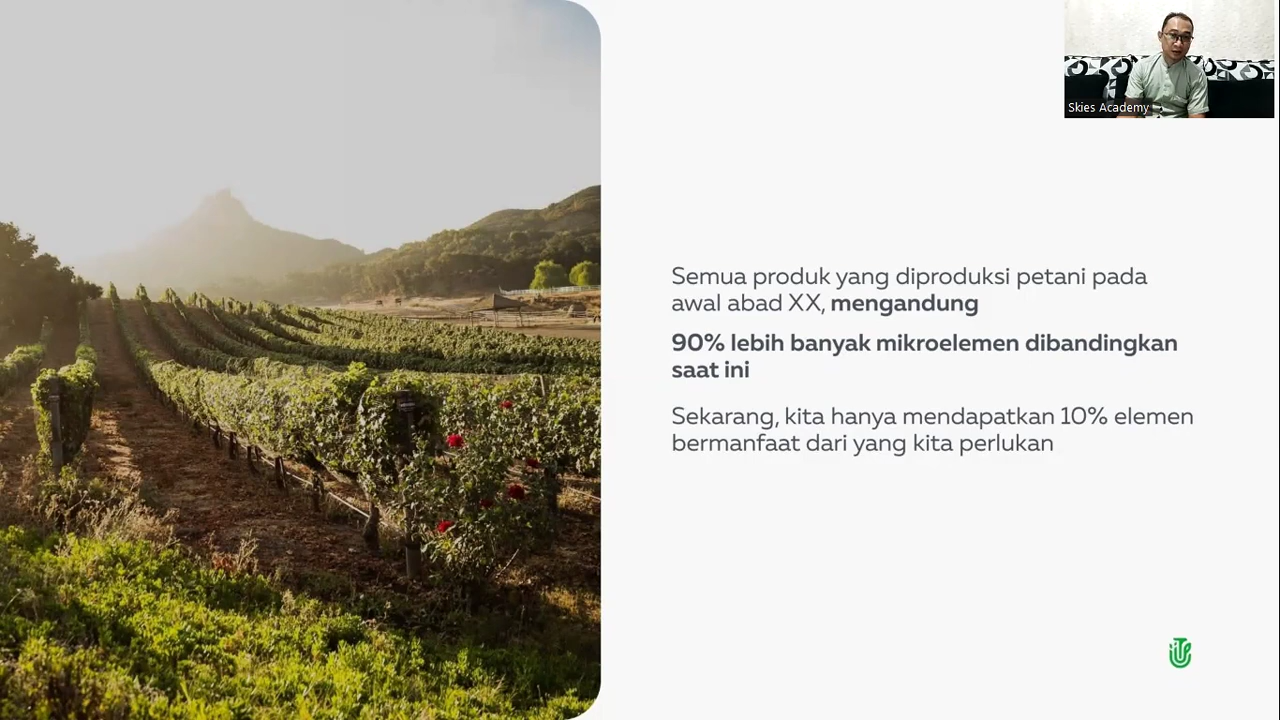 Skies Academy
Semua produk yang diproduksi petani pada
awal abad XX, mengandung
90% lebih banyak mikroelemen dibandingkan
saat ini
Sekarang, kita hanya mendapatkan 10% elemen
bermanfaat dari yang kita perlukan